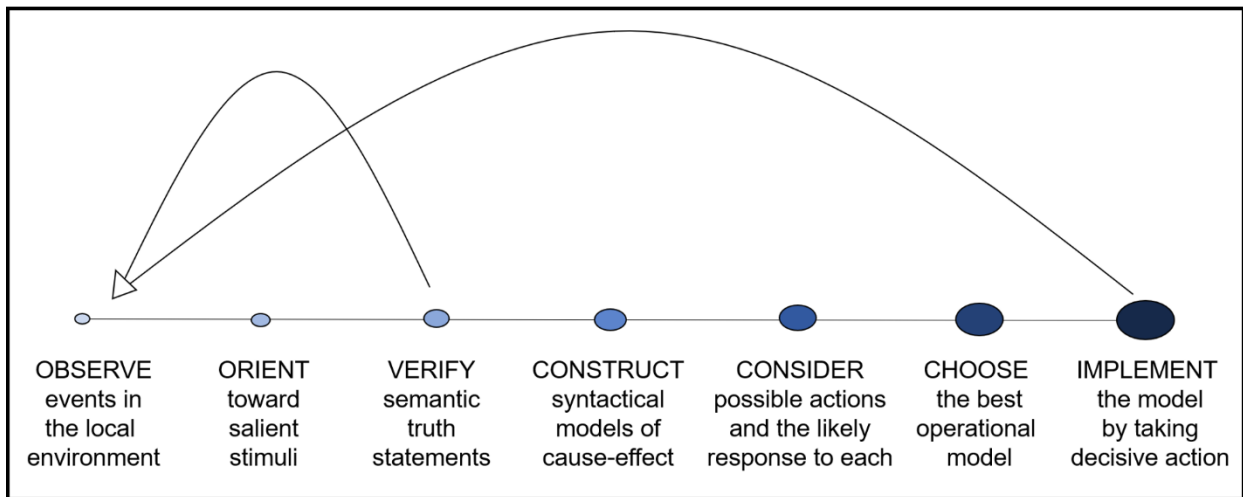 OBSERVE
events in
the local
environment
ORIENT
toward
salient
stimuli
VERIFY
semantic
truth
statements
CONSTRUCT
syntactical
models of
cause-effect
CONSIDER
possible actions
and the likely
response to each
CHOOSE
the best
operational
model
IMPLEMENT
the model
by taking
decisive action